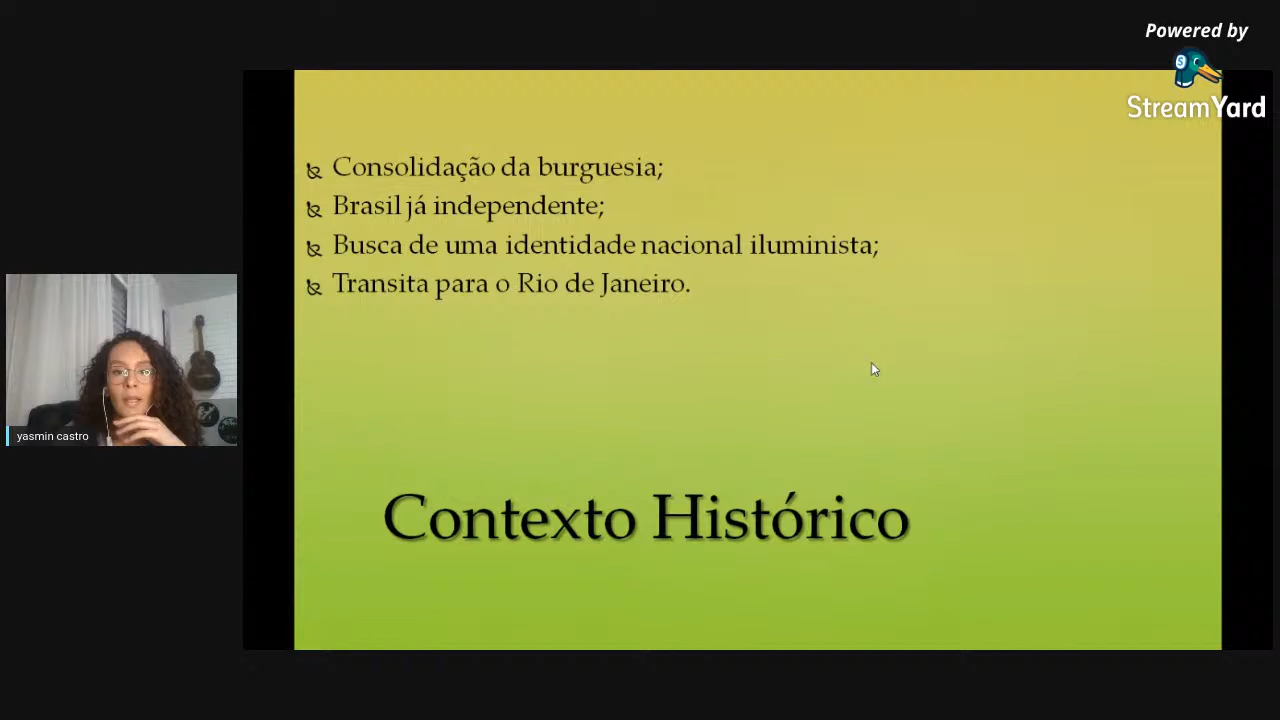 Powered by
StreamYard
Consolidação da burguesia;
Brasil já independente;
Busca de uma identidade nacional iluminista;
Transita para o Rio de Janeiro.
yasmin castro
Contexto Histórico